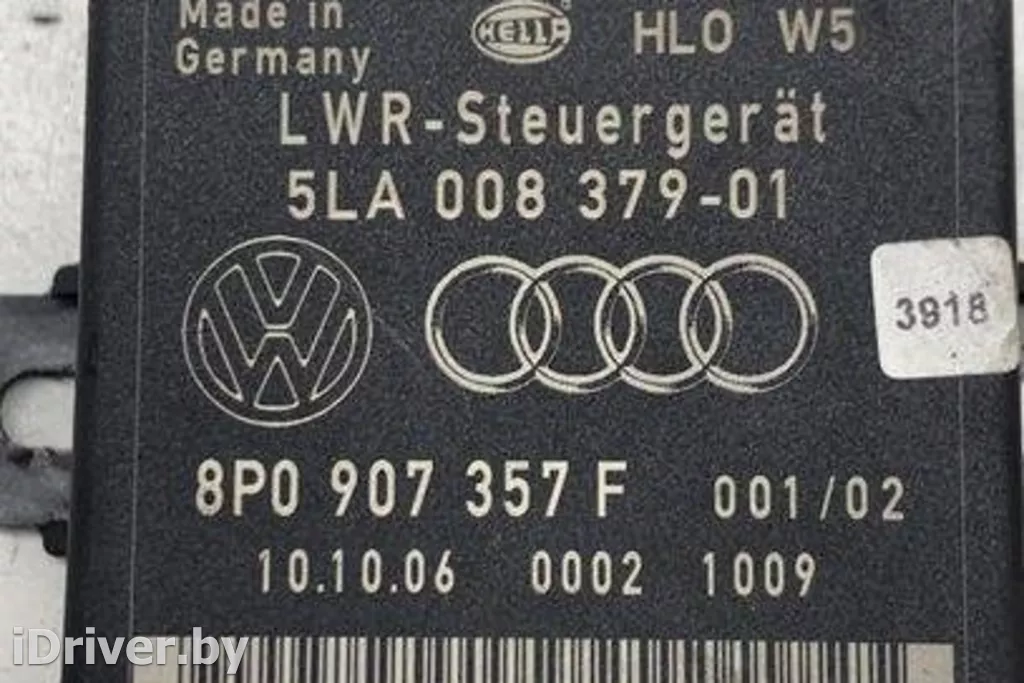 Made in
Germany
HELLA
HLO W5
LWR-Steuergerät
5LA 008 379-01
3918
8P0 907 357 F 001/02
10.10.06 0002 1009
iDriver.by